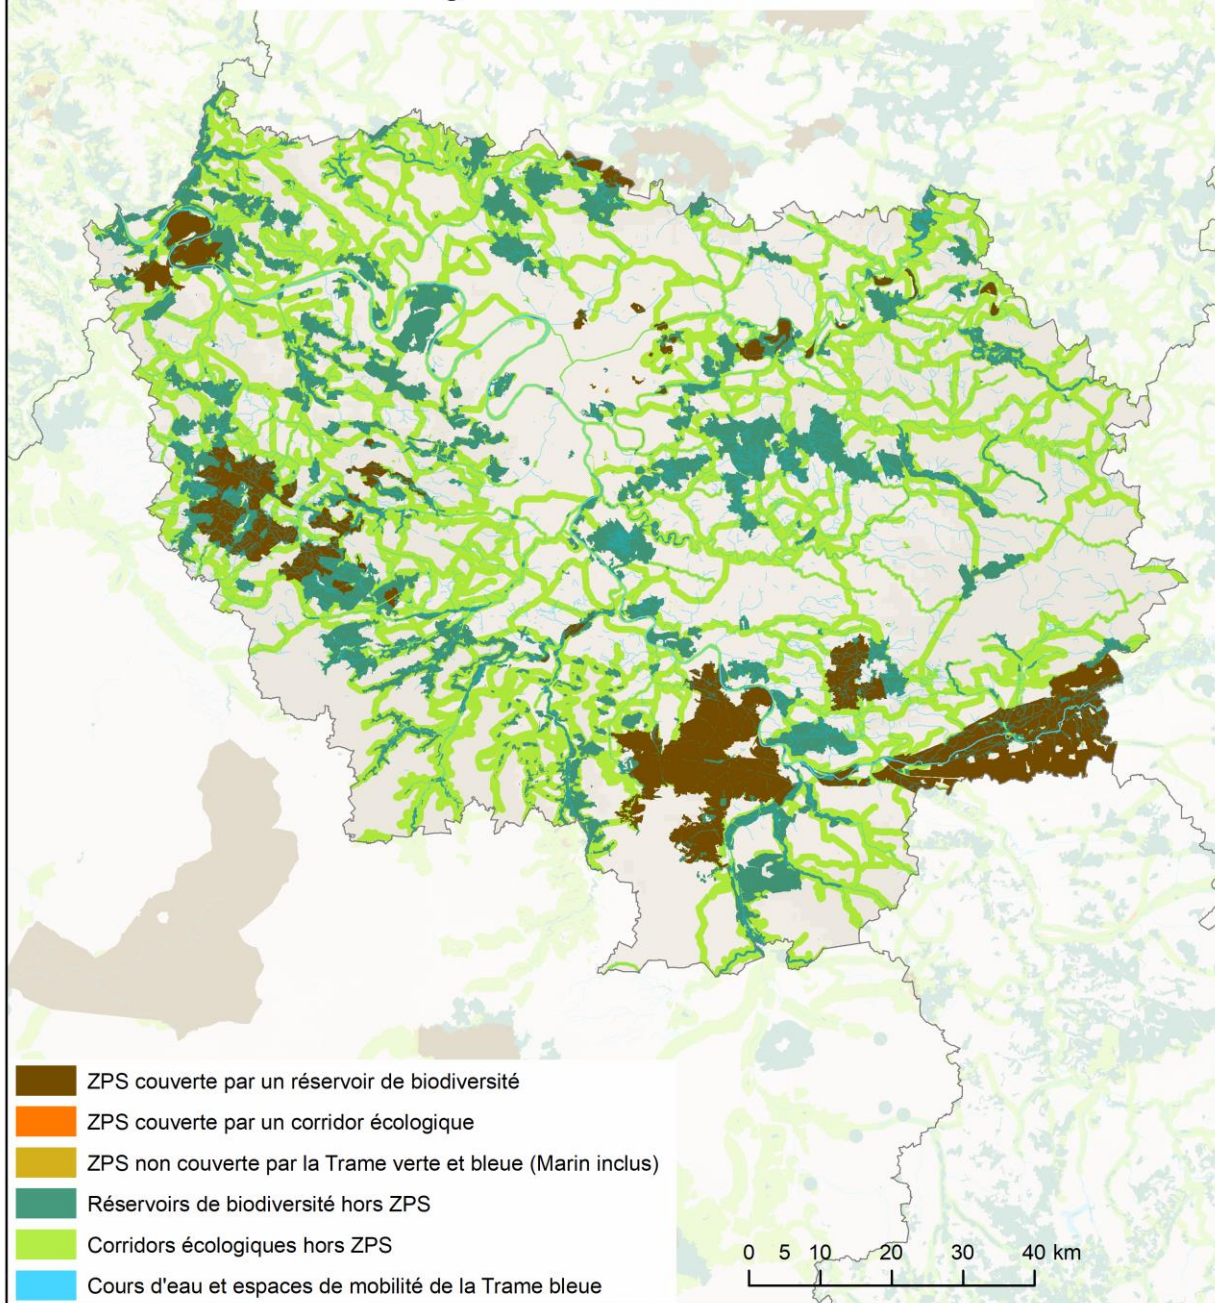 ZPS couverte par un réservoir de biodiversité
ZPS couverte par un corridor écologique
ZPS non couverte par la Trame verte et bleue (Marin inclus)
Réservoirs de biodiversité hors ZPS
Corridors écologiques hors ZPS
Cours d'eau et espaces de mobilité de la Trame bleue
0 5 10 20 30 40 km